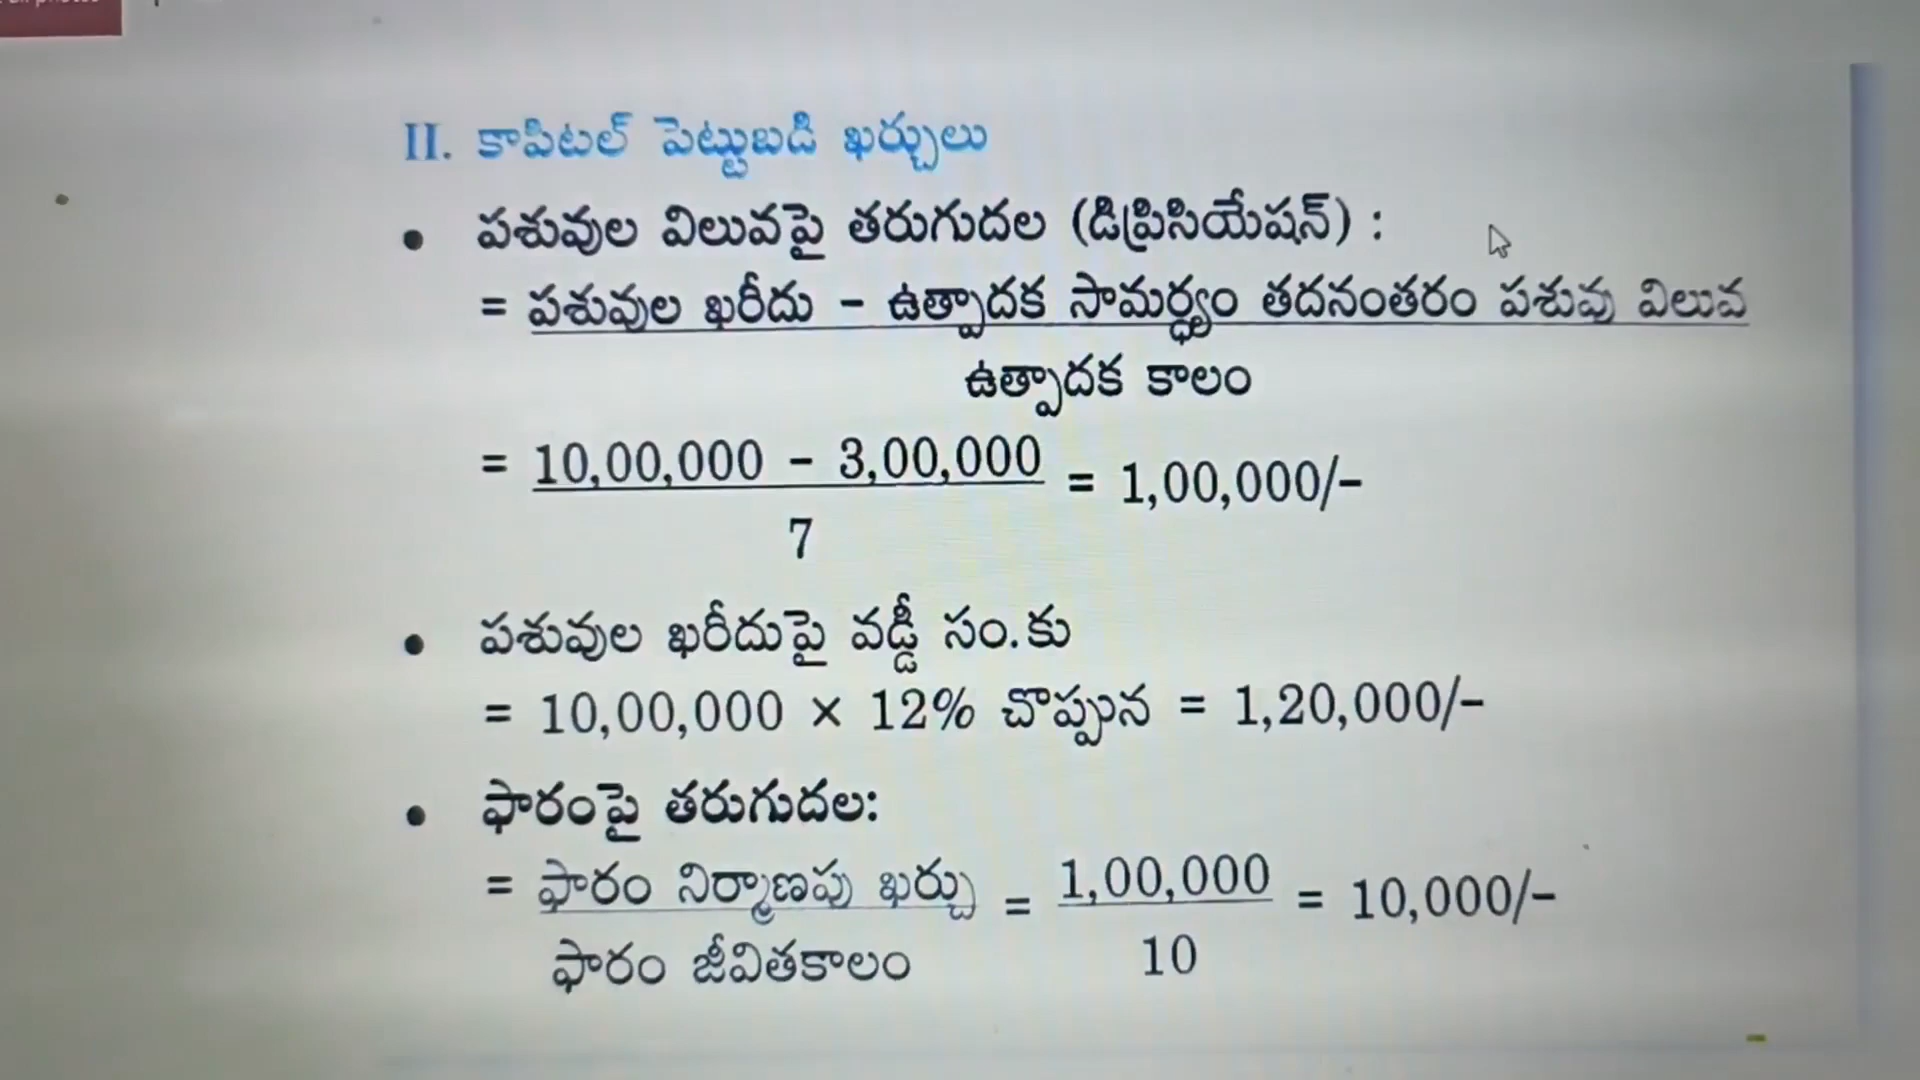 II. కాపిటల్ పెట్టుబడి ఖర్చులు
• పశువుల విలువపై తరుగుదల (డిప్రిసియేషన్) :
= పశువుల ఖరీదు - ఉత్పాదక సామర్ధ్యం తదనంతరం పశువు విలువ
ఉత్పాదక కాలం
= 10,00,000 - 3,00,000 = 1,00,000/-
7
• పశువుల ఖరీదుపై వడ్డీ సం.కు
= 10,00,000 × 12% చొప్పున = 1,20,000/-
• ఫారంపై తరుగుదల:
= ఫారం నిర్మాణపు ఖర్చు = 1,00,000 = 10,000/-
ఫారం జీవితకాలం 10